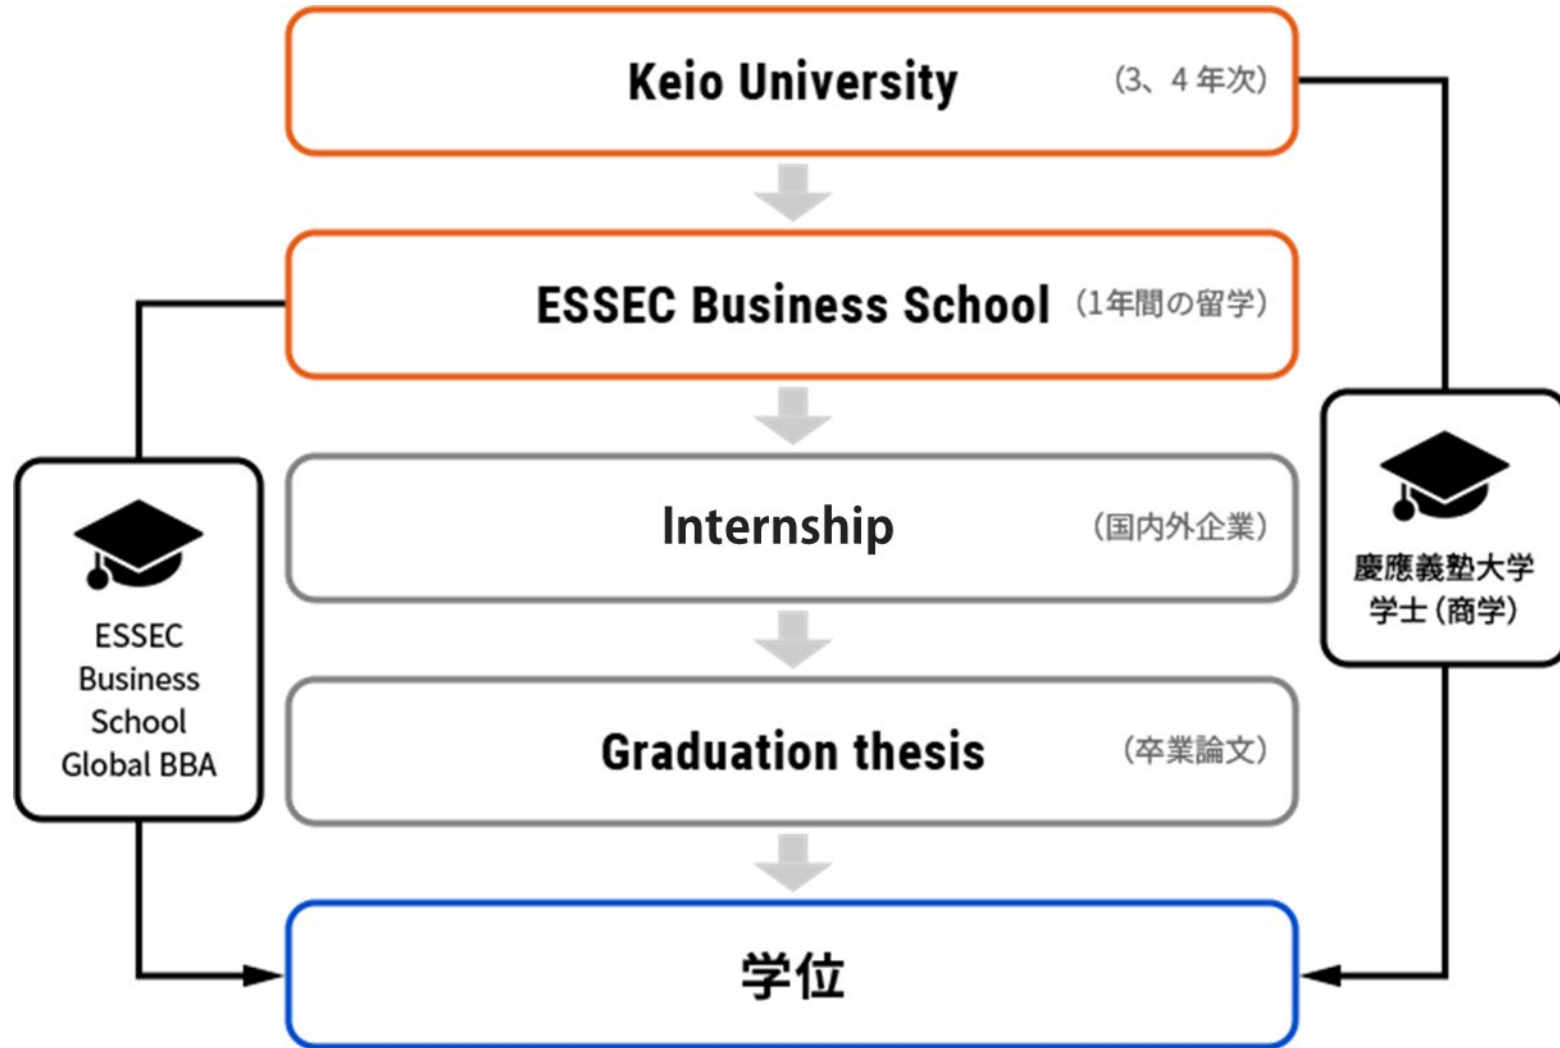 Keio University (3、4 年次)
ESSEC Business School (1年間の留学)
Internship (国内外企業)
Graduation thesis (卒業論文)
学位
ESSEC
Business
School
Global BBA
慶應義塾大学
学士(商学)